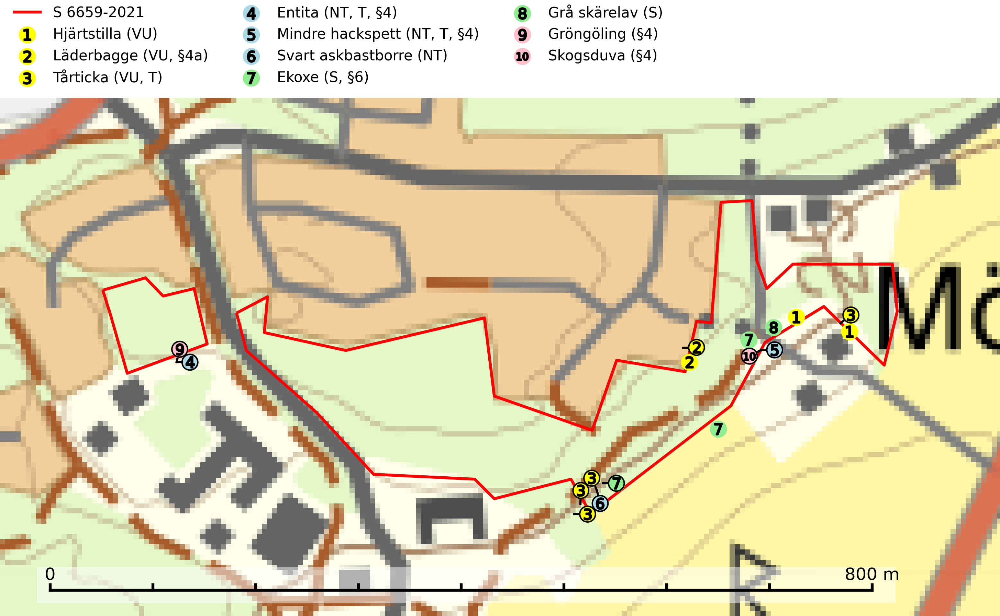 S 6659-2021
1 Hjärtstilla (VU)
2 Läderbagge (VU, §4a)
3 Tårticka (VU, T)
4 Entita (NT, T, §4)
5 Mindre hackspett (NT, T, §4)
6 Svart askbastborre (NT)
7 Ekoxe (S, §6)
8 Grå skärelav (S)
9 Gröngöling (§4)
10 Skogsduva (§4)
3
1
8
1
7
2
5
9
10
4
2
7
3
7
3
6
3
0
800 m